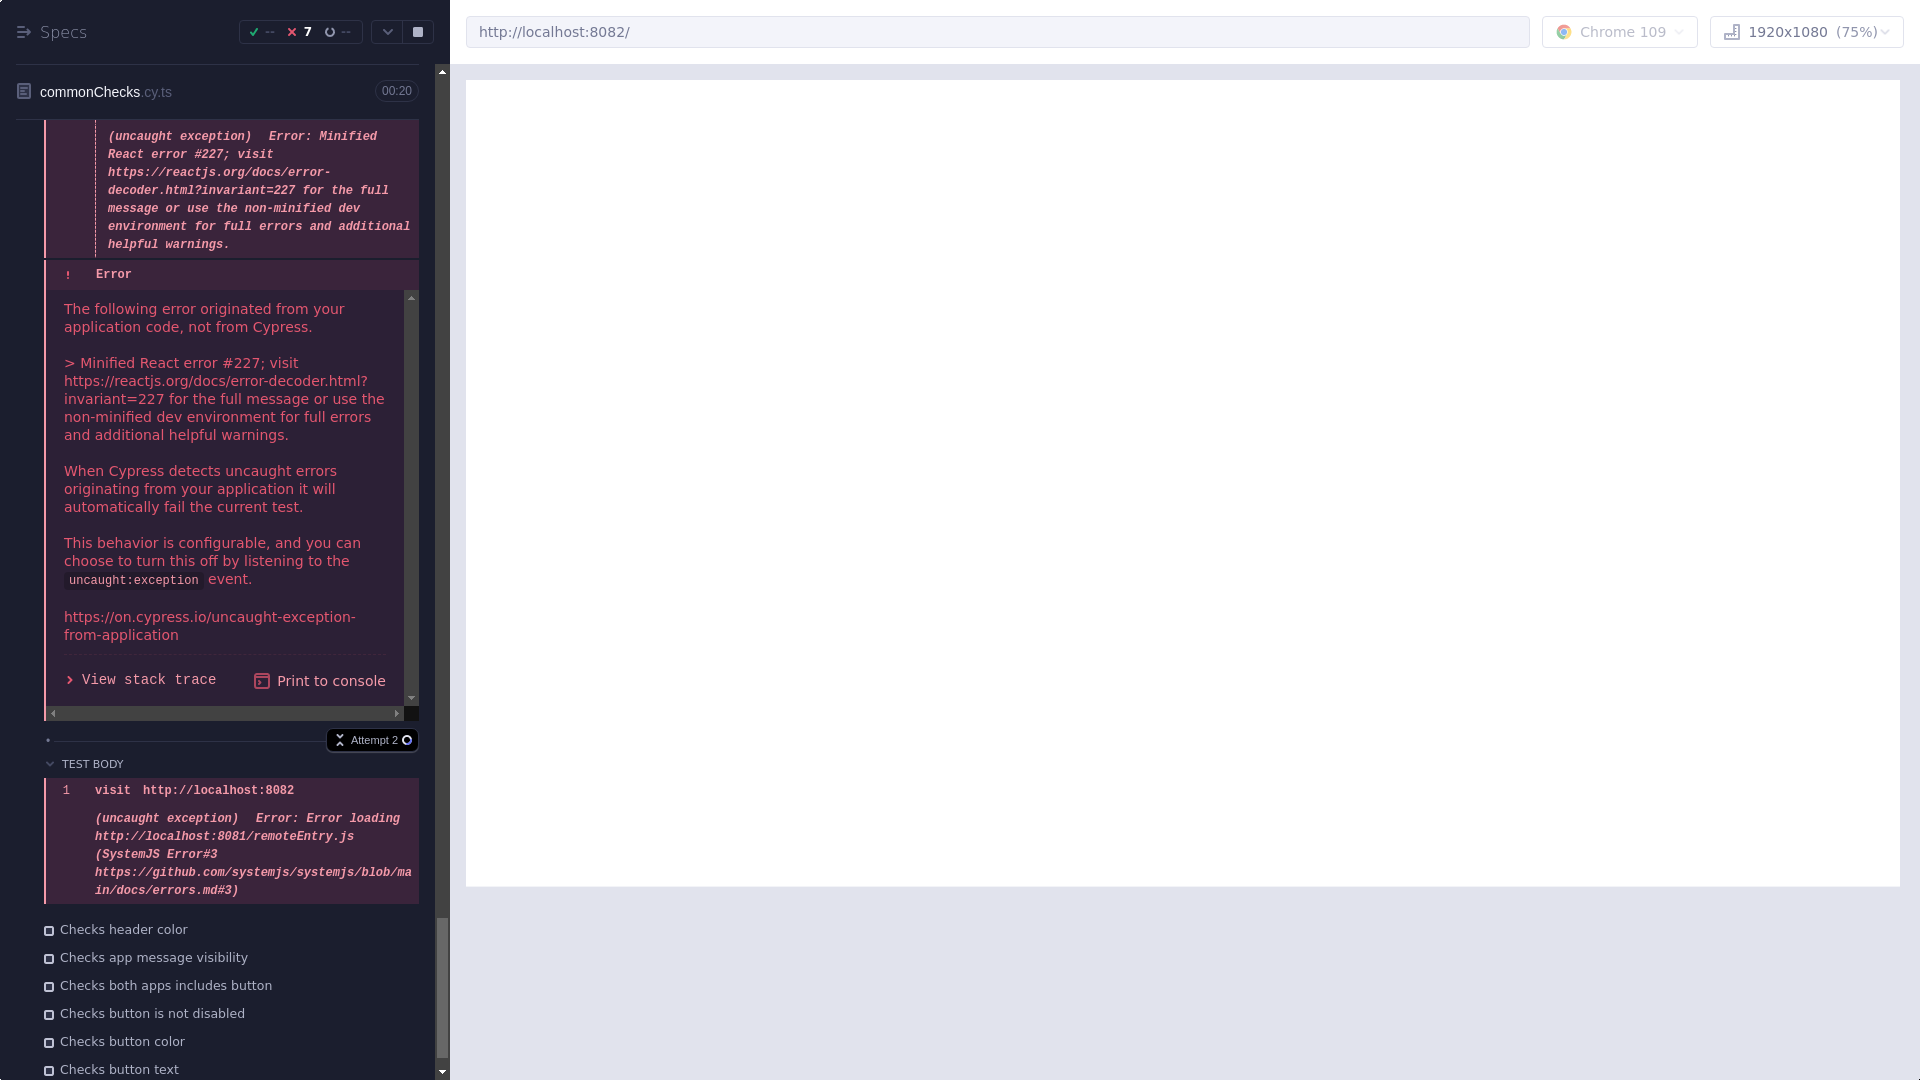 Specs
-- 7 --
http://localhost:8082/
Chrome 109
1920x1080 (75%)
commonChecks.cy.ts
00:20
(uncaught exception) Error: Minified
React error #227; visit
https://reactjs.org/docs/error-
decoder.html?invariant=227 for the full
message or use the non-minified dev
environment for full errors and additional
helpful warnings.
! Error
The following error originated from your
application code, not from Cypress.
> Minified React error #227; visit
https://reactjs.org/docs/error-decoder.html?
invariant=227 for the full message or use the
non-minified dev environment for full errors
and additional helpful warnings.
When Cypress detects uncaught errors
originating from your application it will
automatically fail the current test.
This behavior is configurable, and you can
choose to turn this off by listening to the
uncaught:exception event.
https://on.cypress.io/uncaught-exception-
from-application
View stack trace
Print to console
Attempt 2
TEST BODY
1 visit http://localhost:8082
(uncaught exception) Error: Error loading
http://localhost:8081/remoteEntry.js
(SystemJS Error#3
https://github.com/systemjs/systemjs/blob/ma
in/docs/errors.md#3)
Checks header color
Checks app message visibility
Checks both apps includes button
Checks button is not disabled
Checks button color
Checks button text